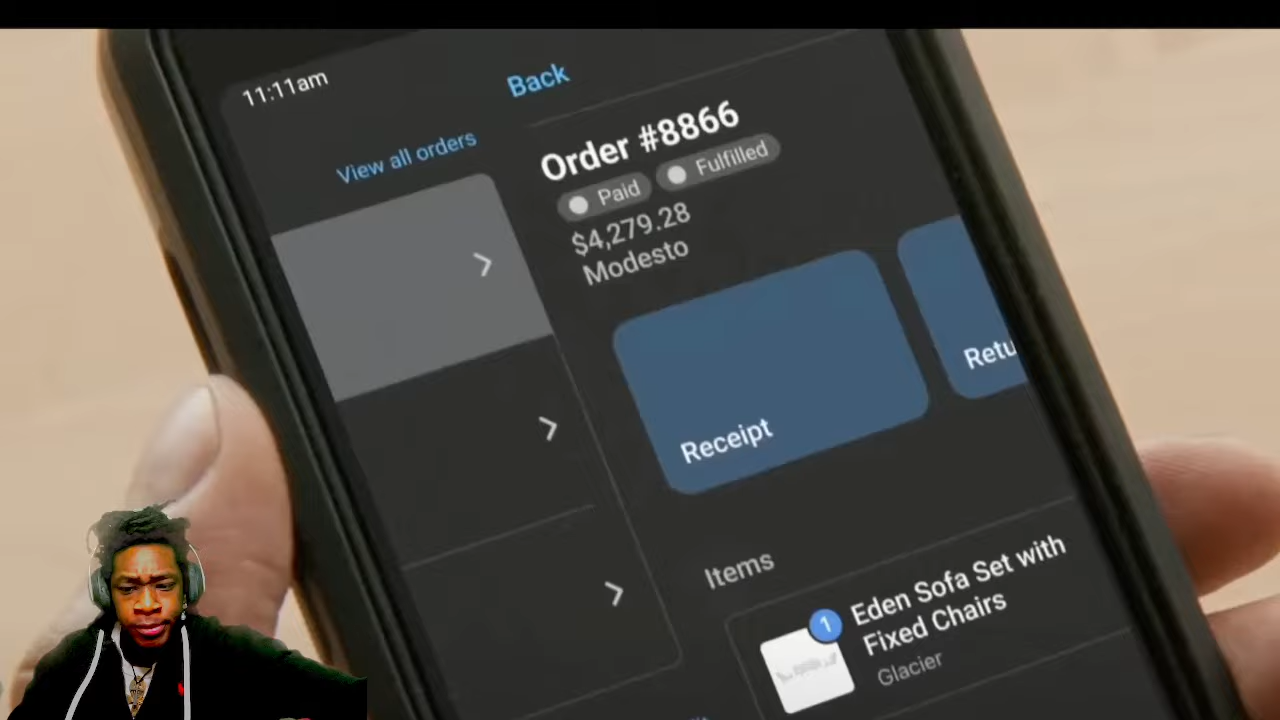 11:11am
Back
View all orders
Order #8866
Paid
Fulfilled
$4,279.28
Modesto
Receipt
Retu
Items
1
Eden Sofa Set with
Fixed Chairs
Glacier